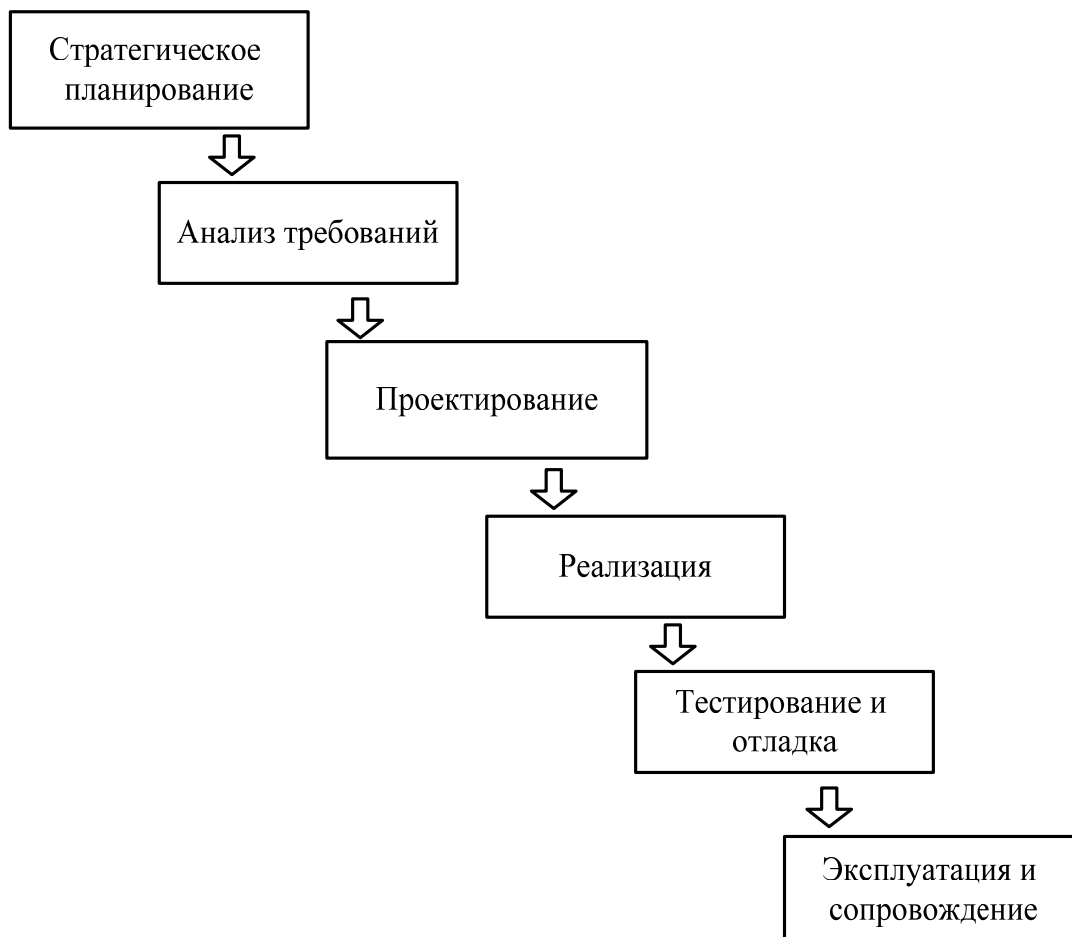 Стратегическое
планирование
Анализ требований
Проектирование
Реализация
Тестирование и
отладка
Эксплуатация и
сопровождение